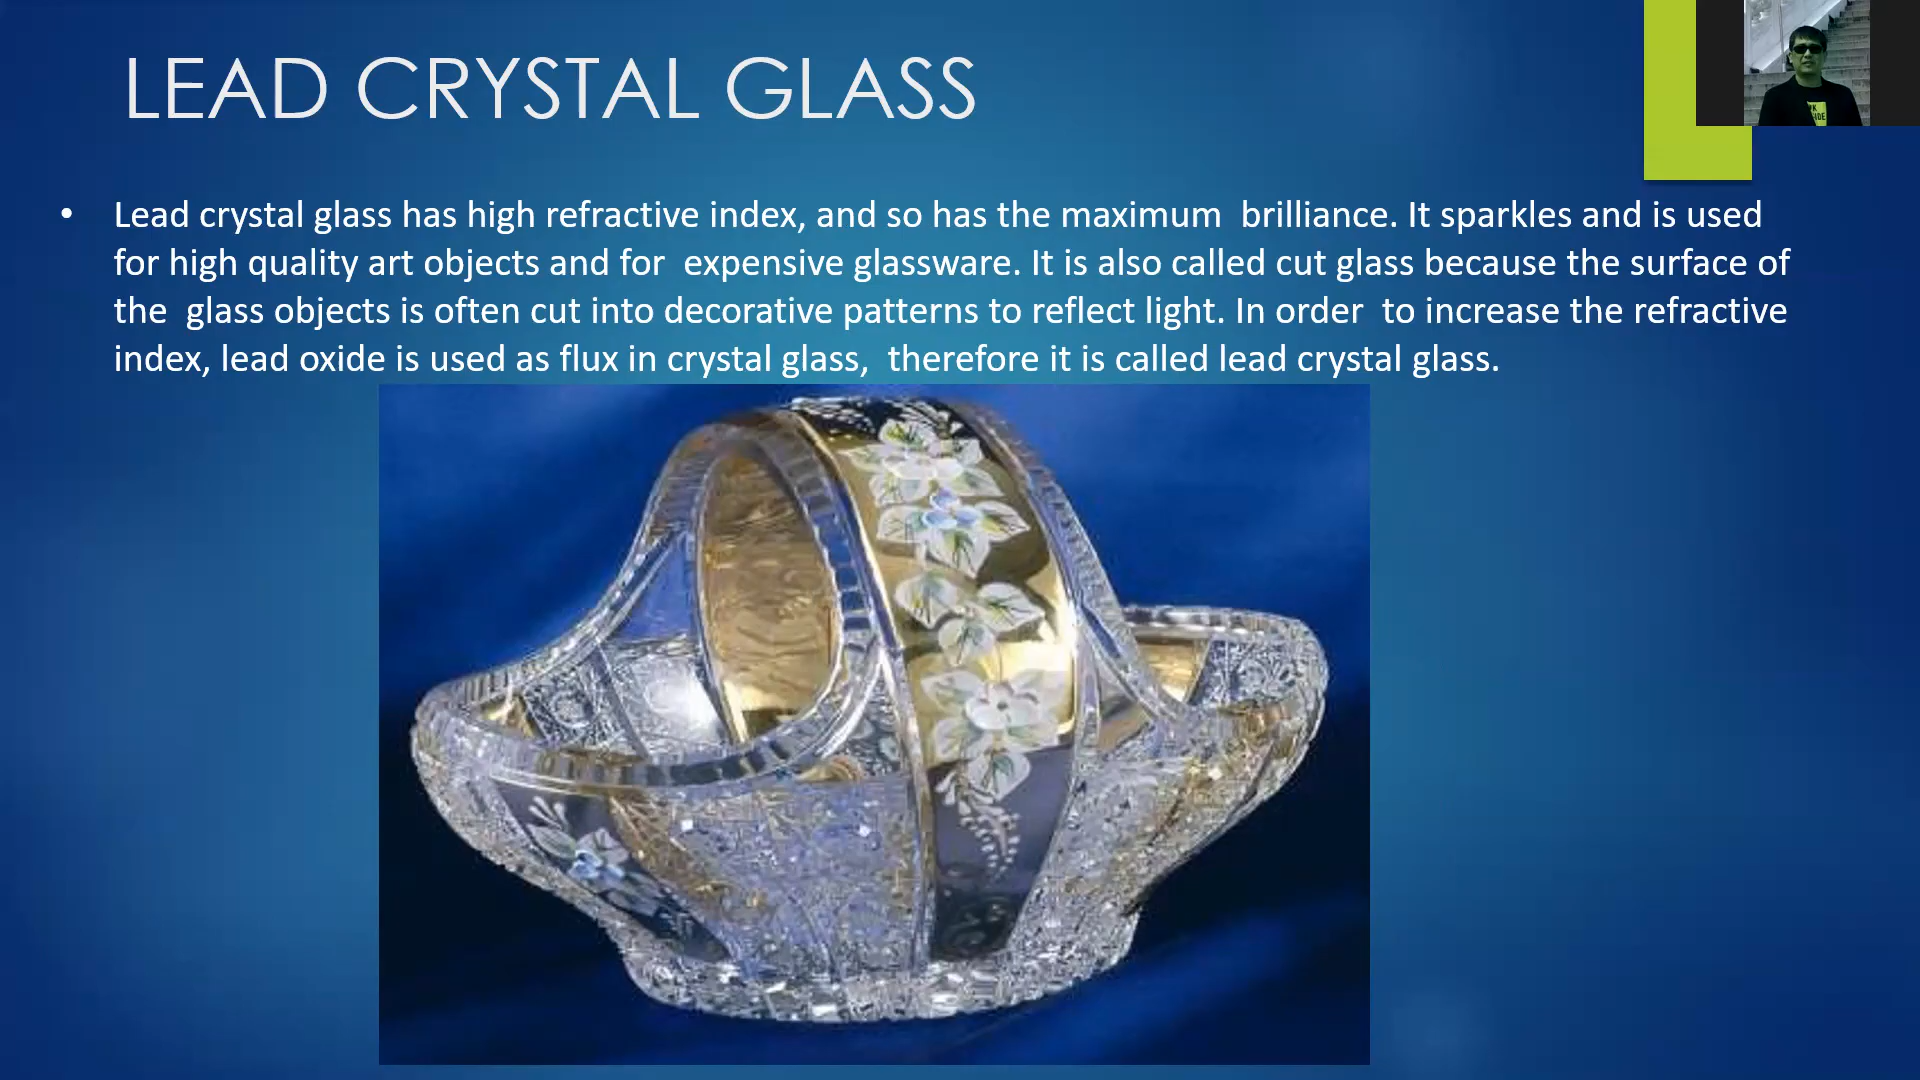 LEAD CRYSTAL GLASS
• Lead crystal glass has high refractive index, and so has the maximum  brilliance. It sparkles and is used
for high quality art objects and for  expensive glassware. It is also called cut glass because the surface of
the  glass objects is often cut into decorative patterns to reflect light. In order  to increase the refractive
index, lead oxide is used as flux in crystal glass,  therefore it is called lead crystal glass.